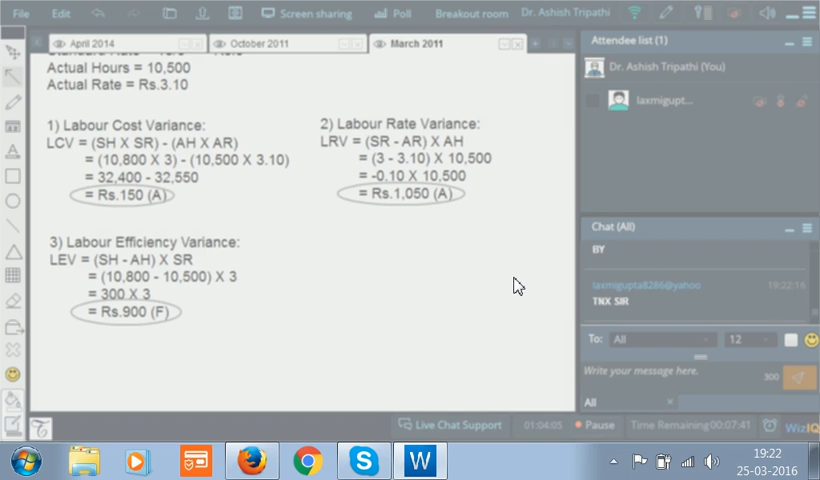 File Edit Screen sharing Poll Breakout room Dr. Ashish Tripathi
April 2014 October 2011 March 2011
Actual Hours = 10,500
Actual Rate = Rs.3.10
1) Labour Cost Variance:
LCV = (SH X SR) - (AH X AR)
= (10,800 X 3) - (10,500 X 3.10)
= 32,400 - 32,550
= Rs.150 (A)
2) Labour Rate Variance:
LRV = (SR - AR) X AH
= (3 - 3.10) X 10,500
= -0.10 X 10,500
= Rs.1,050 (A)
3) Labour Efficiency Variance:
LEV = (SH - AH) X SR
= (10,800 - 10,500) X 3
= 300 X 3
= Rs.900 (F)
Attendee list (1)
Dr. Ashish Tripathi (You)
laxmigupt...
Chat (All)
BY
laxmigupta8286@yahoo 19:22:16
TNX SIR
To: All 12
Write your message here. 300
All
Live Chat Support 01:04:05 Pause Time Remaining 00:07:41 WizIQ
19:22
25-03-2016